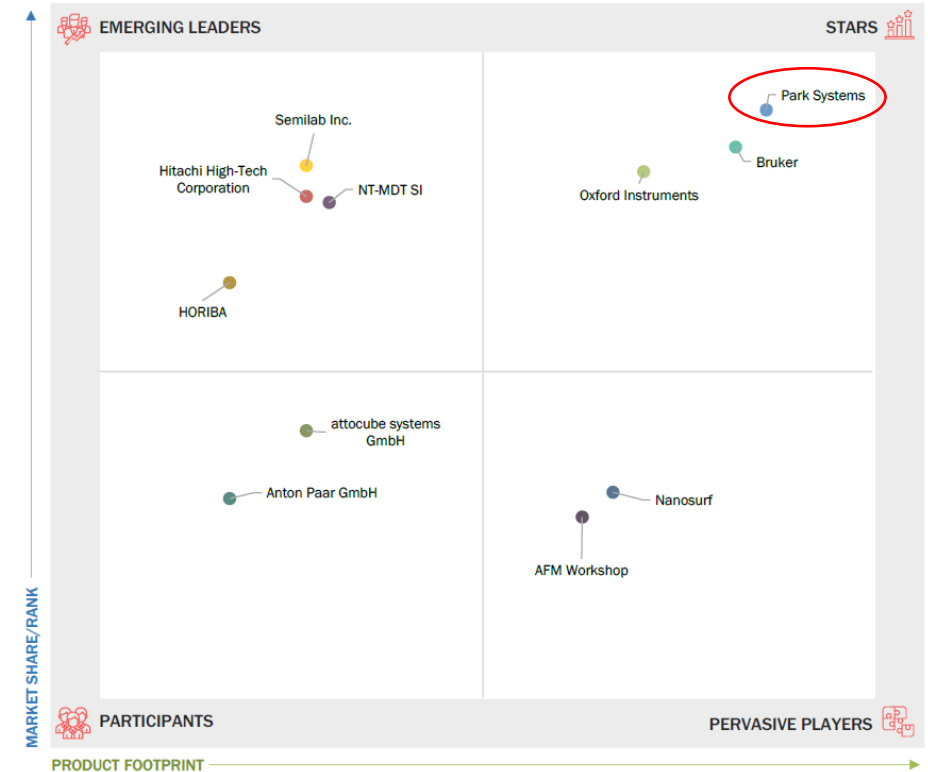 EMERGING LEADERS
STARS
Park Systems
Semilab Inc.
Bruker
Hitachi High-Tech
Corporation
NT-MDT SI
Oxford Instruments
HORIBA
attocube systems
GmbH
Anton Paar GmbH
Nanosurf
AFM Workshop
MARKET SHARE/RANK
PARTICIPANTS
PERVASIVE PLAYERS
PRODUCT FOOTPRINT